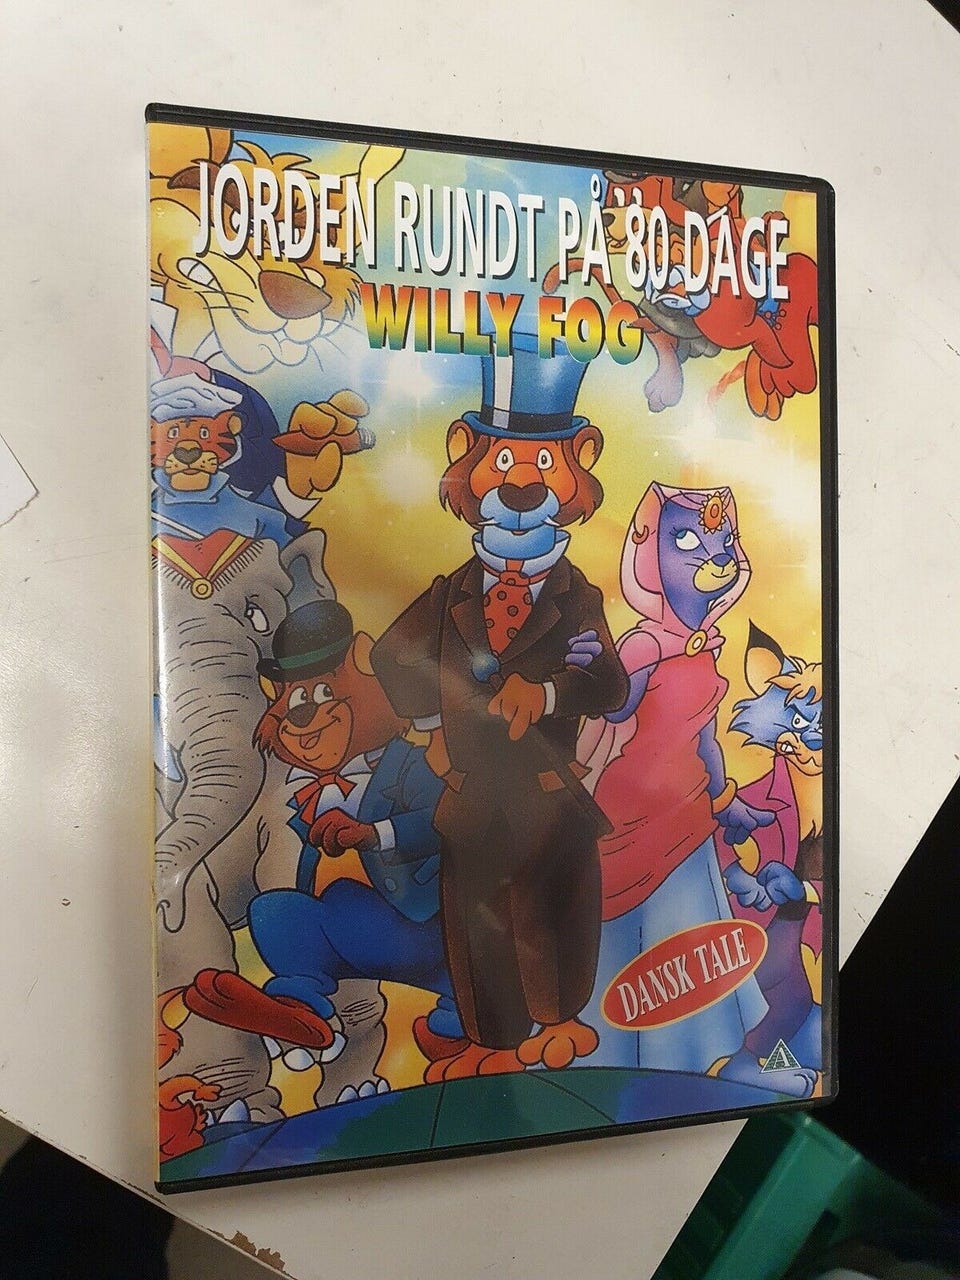 JORDEN RUNDT PÅ 80 DAGE
WILLY FOG
DANSK TALE
A